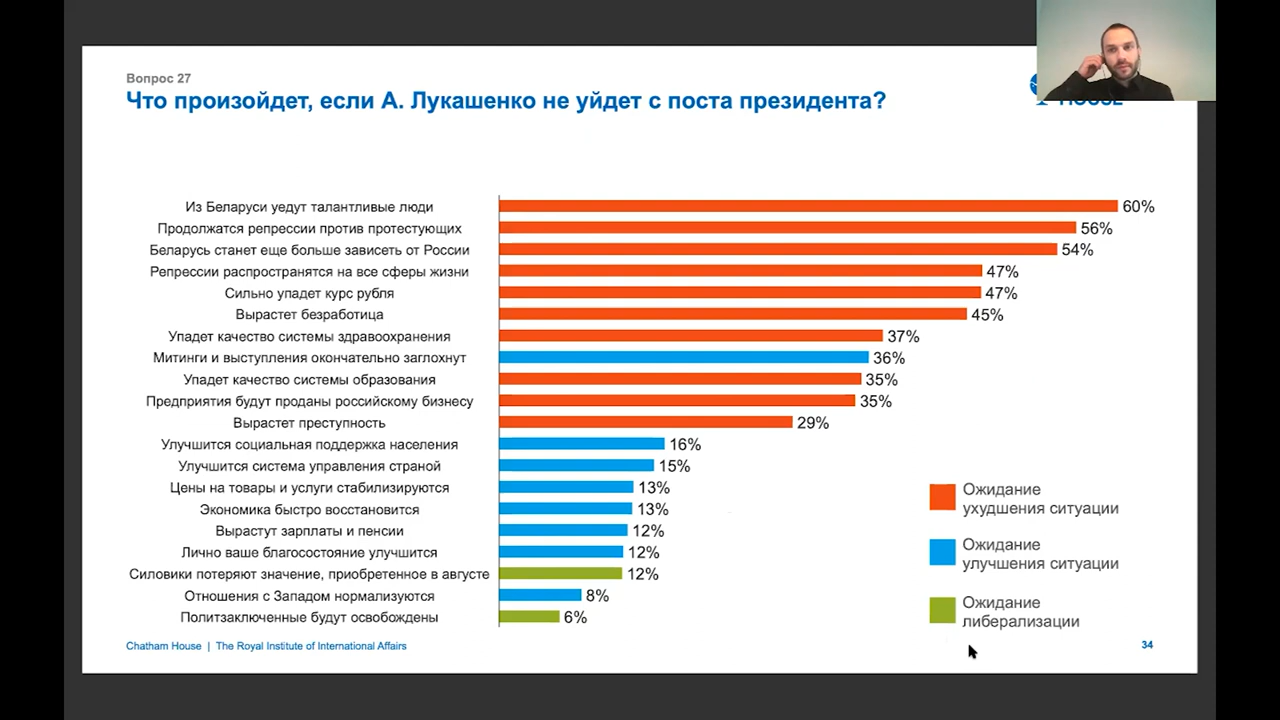 Вопрос 27
Что произойдет, если А. Лукашенко не уйдет с поста президента?
HOUSE
Из Беларуси уедут талантливые люди 60%
Продолжатся репрессии против протестующих 56%
Беларусь станет еще больше зависеть от России 54%
Репрессии распространятся на все сферы жизни 47%
Сильно упадет курс рубля 47%
Вырастет безработица 45%
Упадет качество системы здравоохранения 37%
Митинги и выступления окончательно заглохнут 36%
Упадет качество системы образования 35%
Предприятия будут проданы российскому бизнесу 35%
Вырастет преступность 29%
Улучшится социальная поддержка населения 16%
Улучшится система управления страной 15%
Цены на товары и услуги стабилизируются 13%
Экономика быстро восстановится 13%
Вырастут зарплаты и пенсии 12%
Лично ваше благосостояние улучшится 12%
Силовики потеряют значение, приобретенное в августе 12%
Отношения с Западом нормализуются 8%
Политзаключенные будут освобождены 6%
Ожидание
ухудшения ситуации
Ожидание
улучшения ситуации
Ожидание
либерализации
Chatham House | The Royal Institute of International Affairs
34